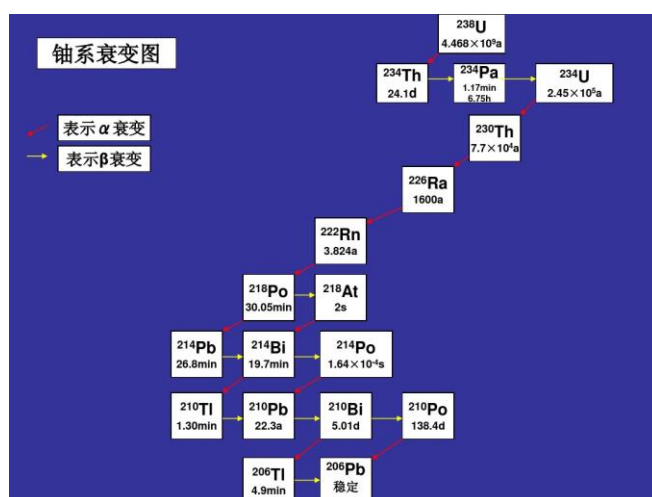 铀系衰变图
²³⁸U
4.468×10⁹a
²³⁴Th
24.1d
²³⁴Pa
1.17min
6.75h
²³⁴U
2.45×10⁵a
表示α衰变
表示β衰变
²³⁰Th
7.7×10⁴a
²²⁶Ra
1600a
²²²Rn
3.824a
²¹⁸Po
30.05min
²¹⁸At
2s
²¹⁴Pb
26.8min
²¹⁴Bi
19.7min
²¹⁴Po
1.64×10⁻⁴s
²¹⁰Tl
1.30min
²¹⁰Pb
22.3a
²¹⁰Bi
5.01d
²¹⁰Po
138.4d
²⁰⁶Tl
4.9min
²⁰⁶Pb
稳定